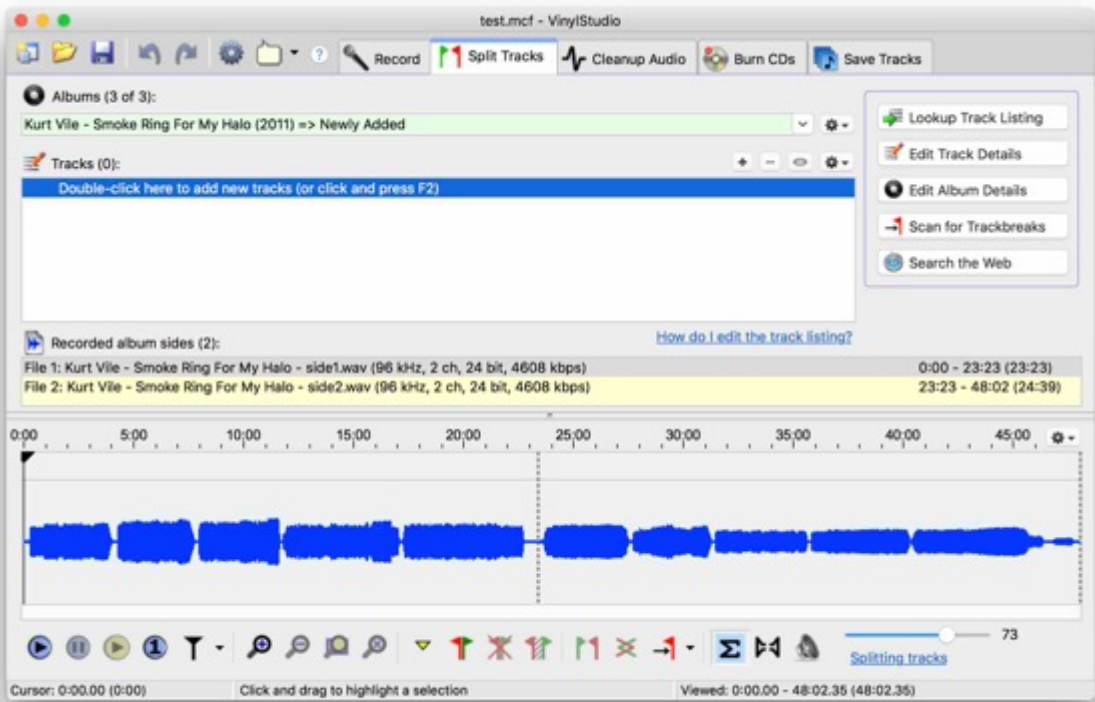 test.mcf - VinylStudio
Record Split Tracks Cleanup Audio Burn CDs Save Tracks
Albums (3 of 3):
Kurt Vile - Smoke Ring For My Halo (2011) => Newly Added
Tracks (0):
Double-click here to add new tracks (or click and press F2)
Lookup Track Listing
Edit Track Details
Edit Album Details
Scan for Trackbreaks
Search the Web
Recorded album sides (2):
How do I edit the track listing?
File 1: Kurt Vile - Smoke Ring For My Halo - side1.wav (96 kHz, 2 ch, 24 bit, 4608 kbps) 0:00 - 23:23 (23:23)
File 2: Kurt Vile - Smoke Ring For My Halo - side2.wav (96 kHz, 2 ch, 24 bit, 4608 kbps) 23:23 - 48:02 (24:39)
0:00 5:00 10:00 15:00 20:00 25:00 30:00 35:00 40:00 45:00
73
Splitting tracks
Cursor: 0:00.00 (0:00) Click and drag to highlight a selection Viewed: 0:00.00 - 48:02.35 (48:02.35)